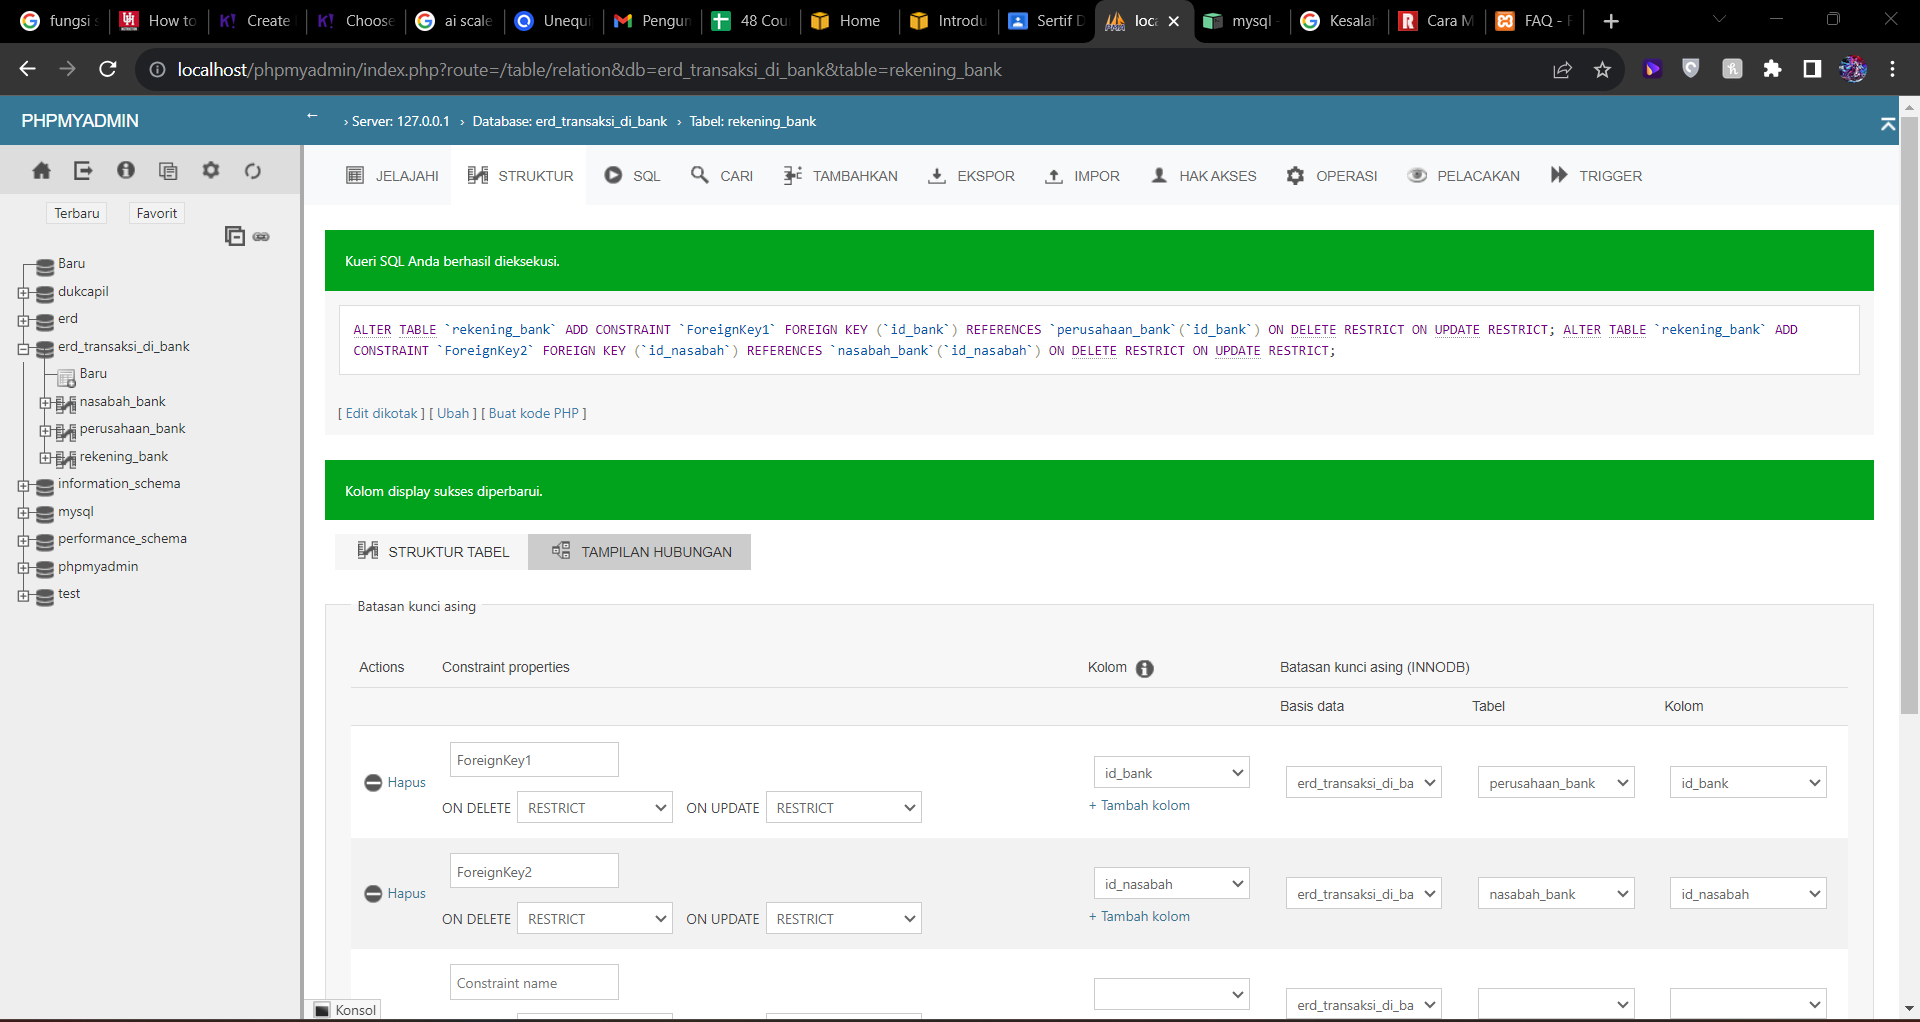 fungsi s
How to
Create
Choose
ai scale
Unequi
Pengun
48 Cou
Home
Introdu
Sertif D
loca
mysql -
Kesalah
Cara M
FAQ - F
localhost/phpmyadmin/index.php?route=/table/relation&db=erd_transaksi_di_bank&table=rekening_bank
PHPMYADMIN
← › Server: 127.0.0.1 › Database: erd_transaksi_di_bank › Tabel: rekening_bank
JELAJAHI STRUKTUR SQL CARI TAMBAHKAN EKSPOR IMPOR HAK AKSES OPERASI PELACAKAN TRIGGER
Terbaru Favorit
Baru
dukcapil
erd
erd_transaksi_di_bank
Baru
nasabah_bank
perusahaan_bank
rekening_bank
information_schema
mysql
performance_schema
phpmyadmin
test
Kueri SQL Anda berhasil dieksekusi.
ALTER TABLE `rekening_bank` ADD CONSTRAINT `ForeignKey1` FOREIGN KEY (`id_bank`) REFERENCES `perusahaan_bank`(`id_bank`) ON DELETE RESTRICT ON UPDATE RESTRICT; ALTER TABLE `rekening_bank` ADD
CONSTRAINT `ForeignKey2` FOREIGN KEY (`id_nasabah`) REFERENCES `nasabah_bank`(`id_nasabah`) ON DELETE RESTRICT ON UPDATE RESTRICT;
[ Edit dikotak ] [ Ubah ] [ Buat kode PHP ]
Kolom display sukses diperbarui.
STRUKTUR TABEL TAMPILAN HUBUNGAN
Batasan kunci asing
Actions Constraint properties Kolom Batasan kunci asing (INNODB)
Basis data Tabel Kolom
ForeignKey1
Hapus
ON DELETE RESTRICT ON UPDATE RESTRICT
id_bank
+ Tambah kolom
erd_transaksi_di_ba perusahaan_bank id_bank
ForeignKey2
Hapus
ON DELETE RESTRICT ON UPDATE RESTRICT
id_nasabah
+ Tambah kolom
erd_transaksi_di_ba nasabah_bank id_nasabah
Constraint name
erd_transaksi_di_ba
Konsol